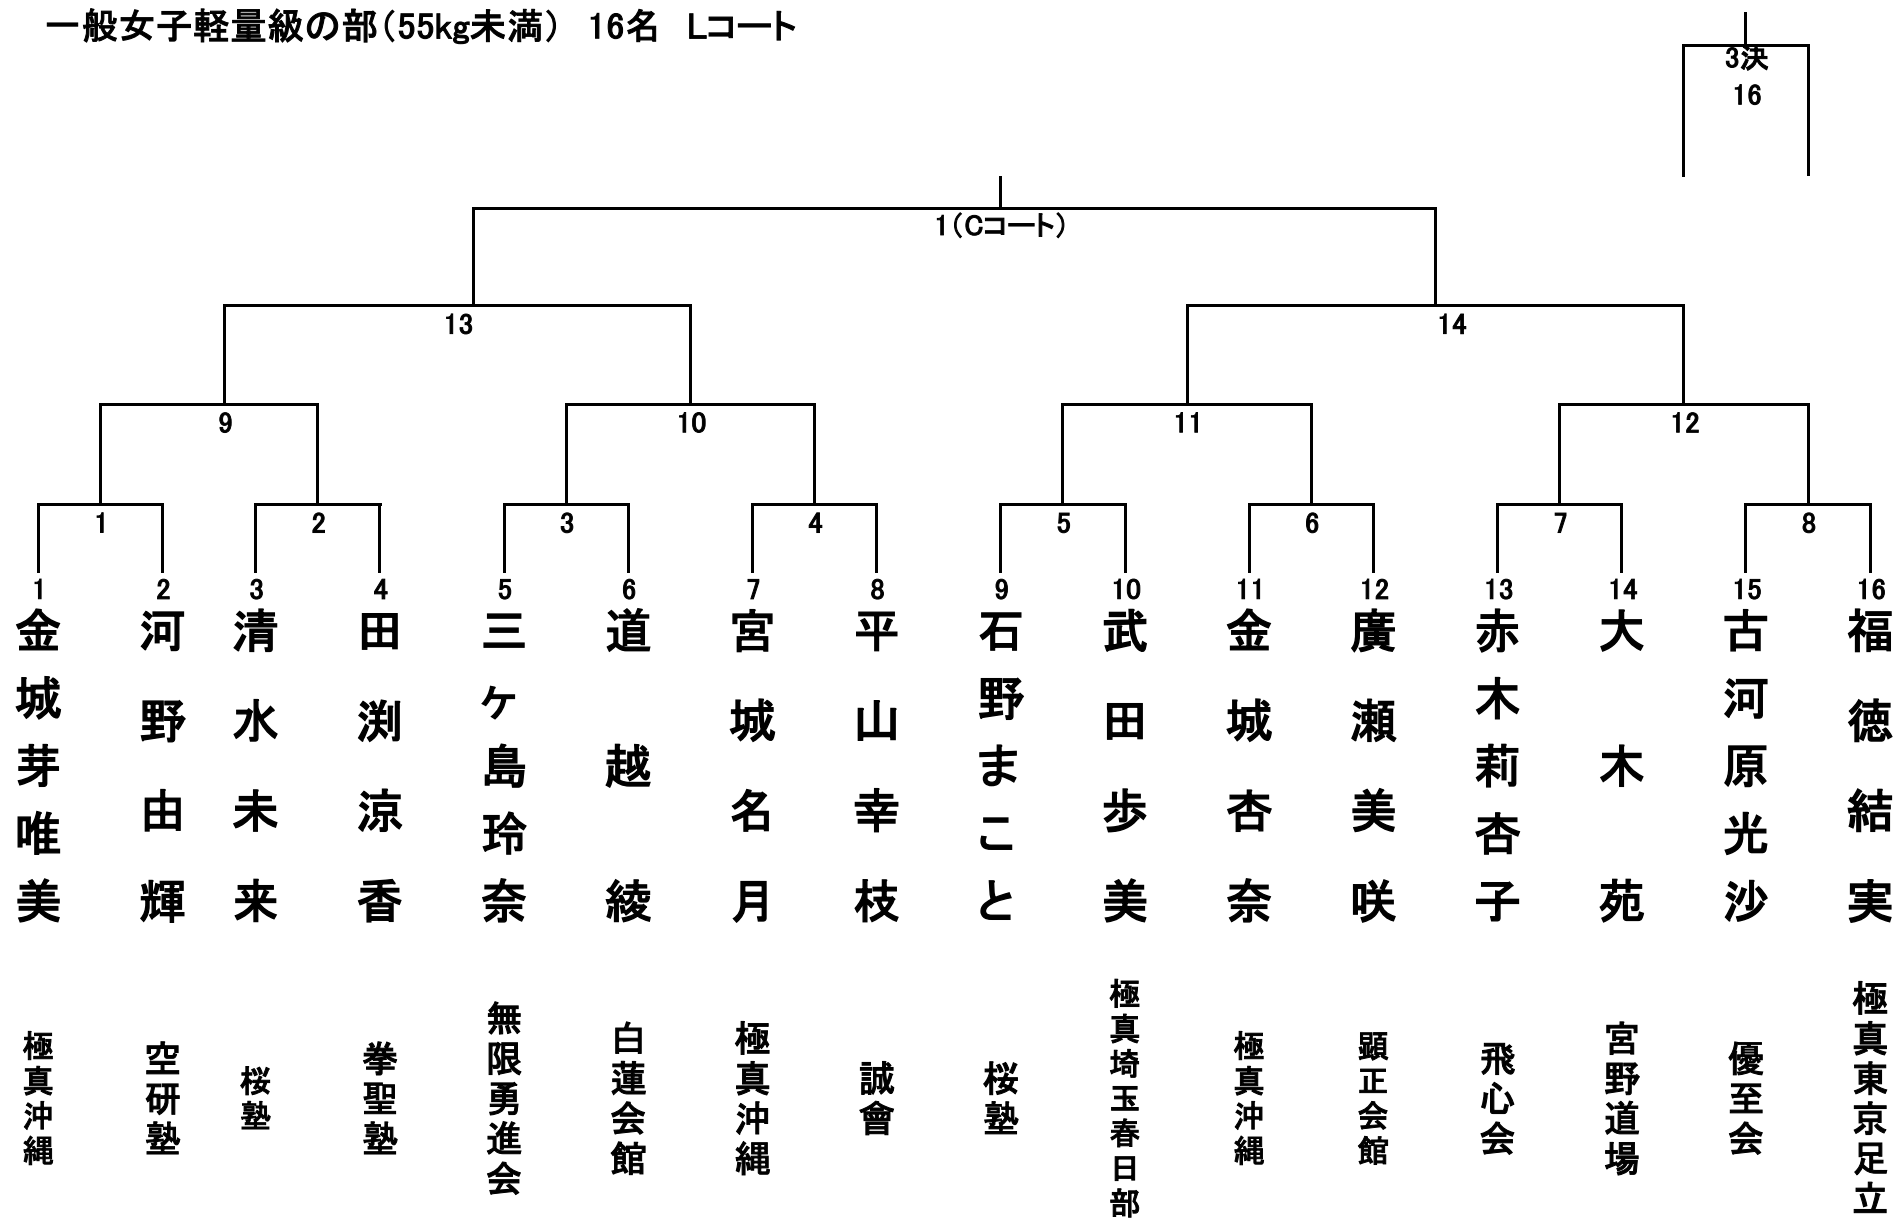 一般女子軽量級の部（55kg未満）　16名　Lコート
3決
16
1（Cコート）
13
14
9
10
11
12
1
2
3
4
5
6
7
8
1
2
3
4
5
6
7
8
9
10
11
12
13
14
15
16
金城芽唯美
河野由輝
清水未来
田渕涼香
三ヶ島玲奈
道越綾
宮城名月
平山幸枝
石野まこと
武田歩美
金城杏奈
廣瀬美咲
赤木莉杏子
大木苑
古河原光沙
福徳結実
極真沖縄
空研塾
桜塾
拳聖塾
無限勇進会
白蓮会館
極真沖縄
誠會
桜塾
極真埼玉春日部
極真沖縄
顕正会館
飛心会
宮野道場
優至会
極真東京足立